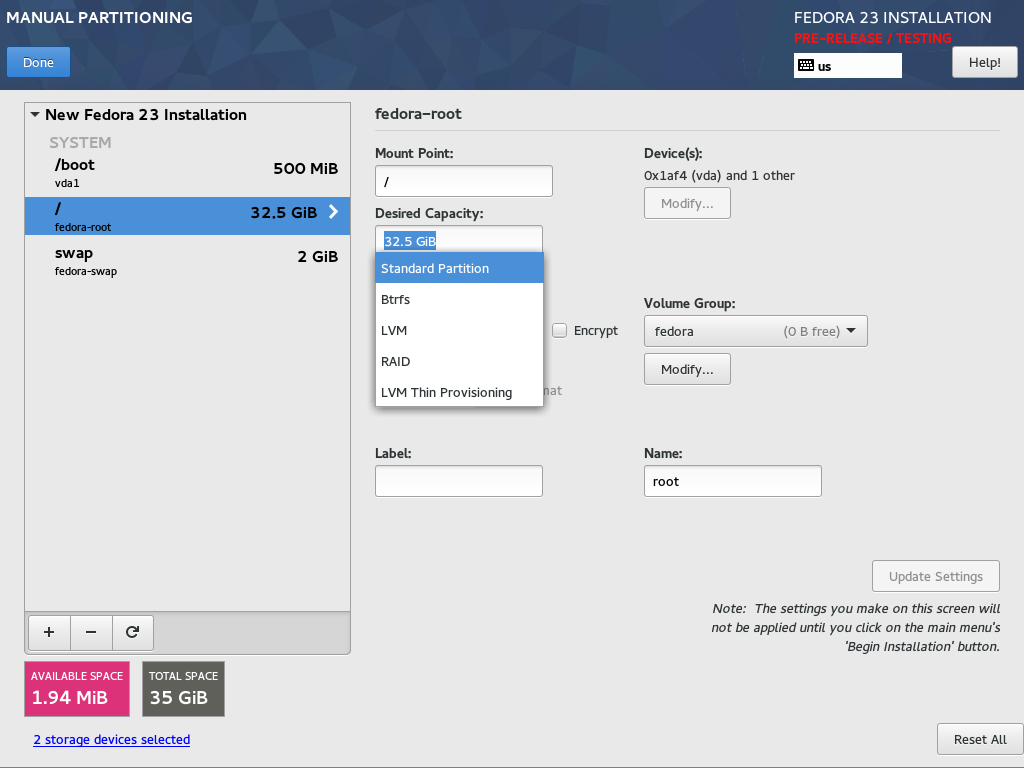 MANUAL PARTITIONING
FEDORA 23 INSTALLATION
PRE-RELEASE / TESTING
Done
us
Help!
New Fedora 23 Installation
SYSTEM
/boot
500 MiB
vda1
/
32.5 GiB
fedora-root
swap
2 GiB
fedora-swap
+
−
AVAILABLE SPACE
1.94 MiB
TOTAL SPACE
35 GiB
2 storage devices selected
fedora-root
Mount Point:
/
Desired Capacity:
32.5 GiB
Standard Partition
Btrfs
LVM
RAID
LVM Thin Provisioning
Encrypt
Label:
Device(s):
0x1af4 (vda) and 1 other
Modify...
Volume Group:
fedora (0 B free)
Modify...
Name:
root
Update Settings
Note:  The settings you make on this screen will
not be applied until you click on the main menu's
'Begin Installation' button.
Reset All